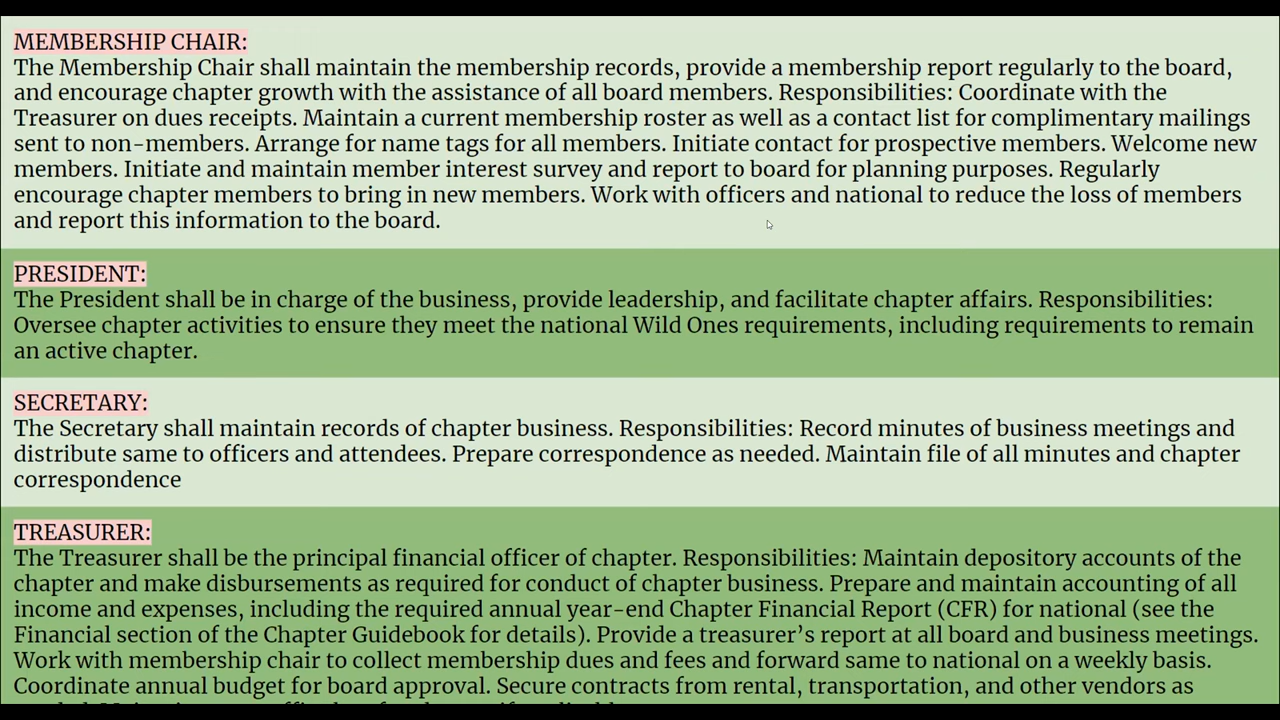 MEMBERSHIP CHAIR:
The Membership Chair shall maintain the membership records, provide a membership report regularly to the board,
and encourage chapter growth with the assistance of all board members. Responsibilities: Coordinate with the
Treasurer on dues receipts. Maintain a current membership roster as well as a contact list for complimentary mailings
sent to non-members. Arrange for name tags for all members. Initiate contact for prospective members. Welcome new
members. Initiate and maintain member interest survey and report to board for planning purposes. Regularly
encourage chapter members to bring in new members. Work with officers and national to reduce the loss of members
and report this information to the board.
PRESIDENT:
The President shall be in charge of the business, provide leadership, and facilitate chapter affairs. Responsibilities:
Oversee chapter activities to ensure they meet the national Wild Ones requirements, including requirements to remain
an active chapter.
SECRETARY:
The Secretary shall maintain records of chapter business. Responsibilities: Record minutes of business meetings and
distribute same to officers and attendees. Prepare correspondence as needed. Maintain file of all minutes and chapter
correspondence
TREASURER:
The Treasurer shall be the principal financial officer of chapter. Responsibilities: Maintain depository accounts of the
chapter and make disbursements as required for conduct of chapter business. Prepare and maintain accounting of all
income and expenses, including the required annual year-end Chapter Financial Report (CFR) for national (see the
Financial section of the Chapter Guidebook for details). Provide a treasurer’s report at all board and business meetings.
Work with membership chair to collect membership dues and fees and forward same to national on a weekly basis.
Coordinate annual budget for board approval. Secure contracts from rental, transportation, and other vendors as